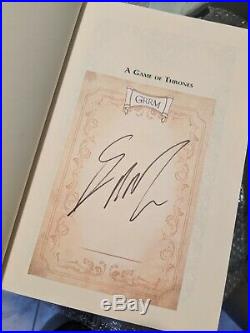 A GAME OF THRONES
GRRM